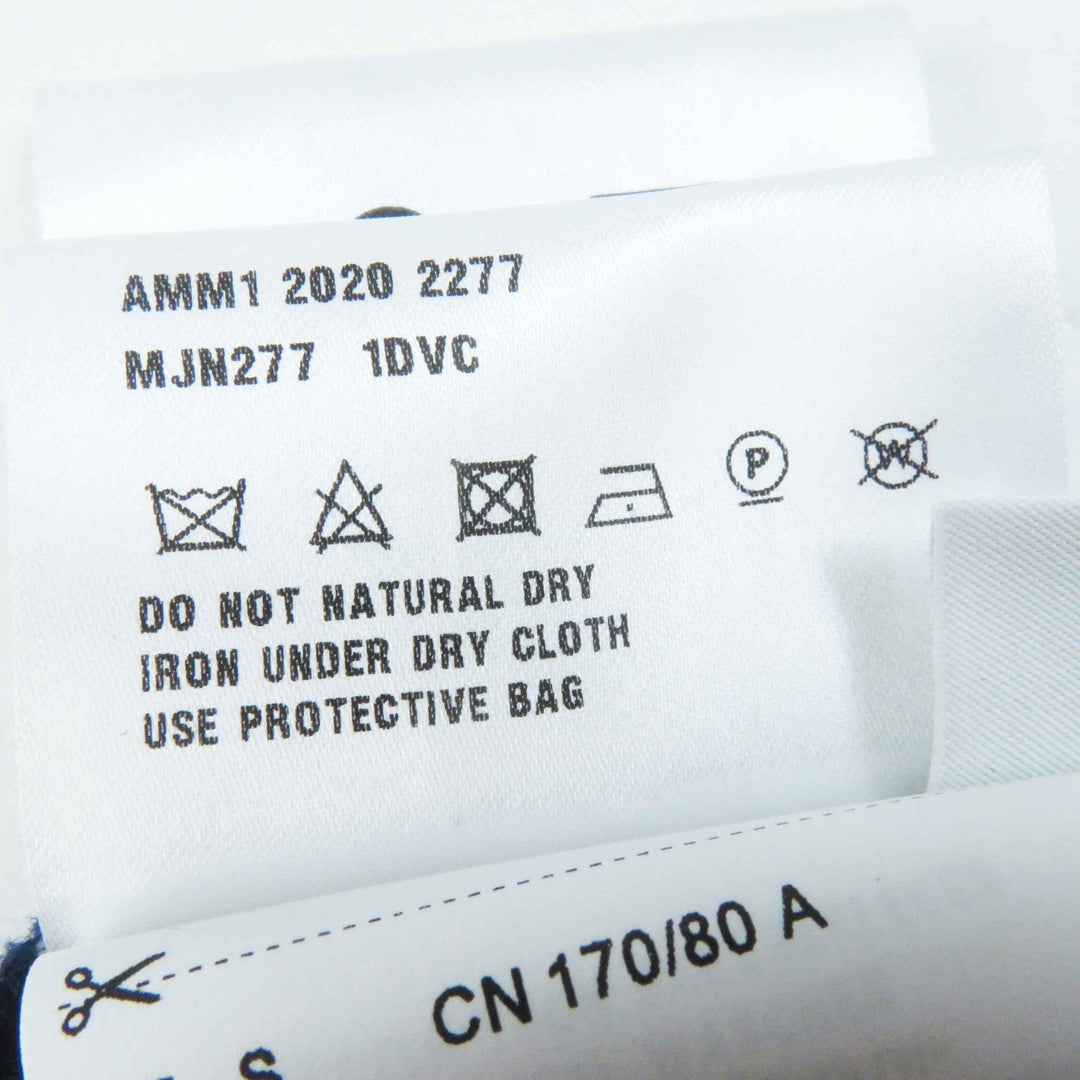 AMM1 2020 2277
MJN277 1DVC
P W
DO NOT NATURAL DRY
IRON UNDER DRY CLOTH
USE PROTECTIVE BAG
CN 170/80 A
S